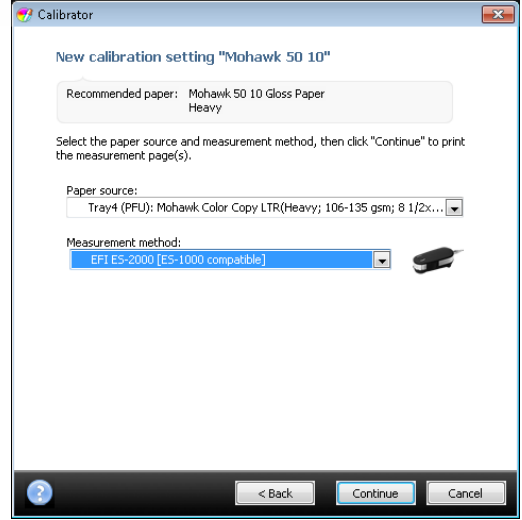 Calibrator
New calibration setting "Mohawk 50 10"
Recommended paper: Mohawk 50 10 Gloss Paper
Heavy
Select the paper source and measurement method, then click "Continue" to print
the measurement page(s).
Paper source:
Tray4 (PFU): Mohawk Color Copy LTR(Heavy; 106-135 gsm; 8 1/2x...
Measurement method:
EFI ES-2000 [ES-1000 compatible]
?
< Back
Continue
Cancel